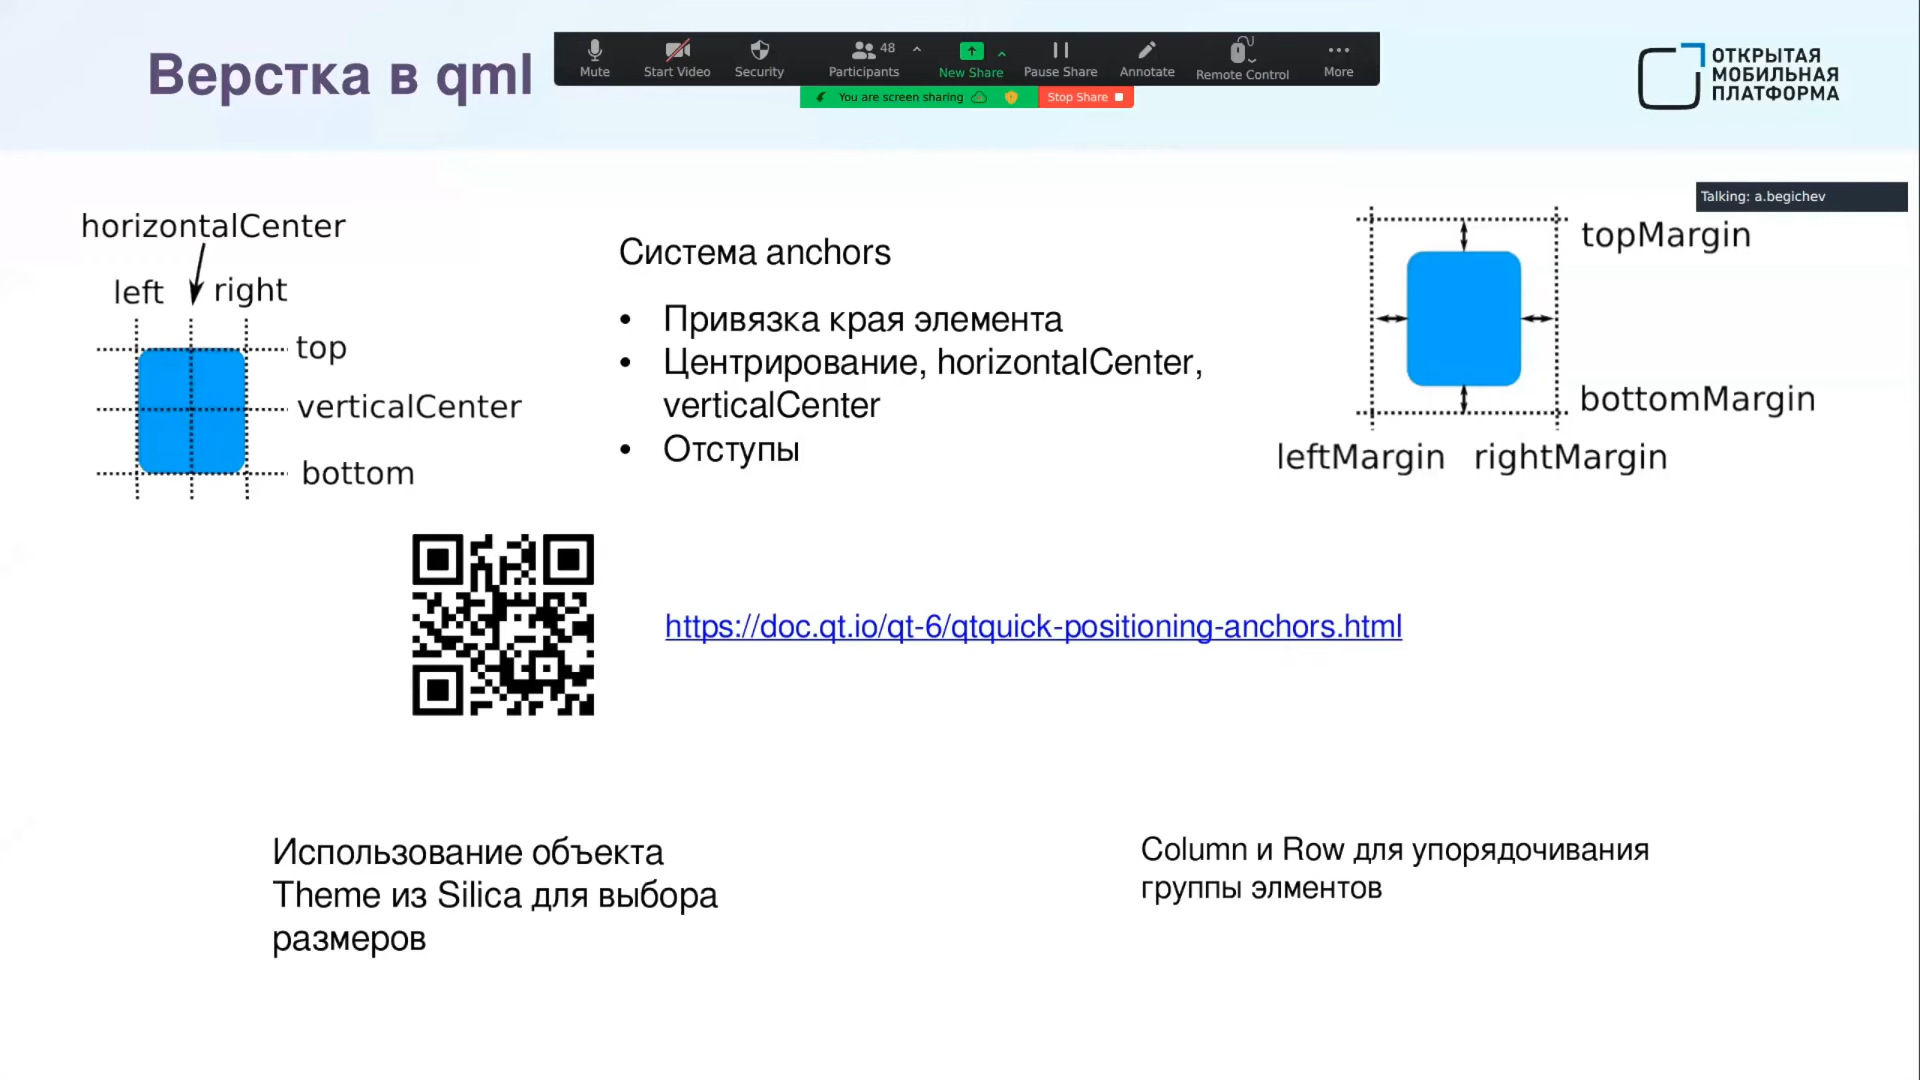 Верстка в qml
Mute
Start Video
Security
48
Participants
New Share
Pause Share
Annotate
Remote Control
More
You are screen sharing
Stop Share
ОТКРЫТАЯ
МОБИЛЬНАЯ
ПЛАТФОРМА
Talking: a.begichev
horizontalCenter
left
right
top
verticalCenter
bottom
Система anchors
• Привязка края элемента
• Центрирование, horizontalCenter,
verticalCenter
• Отступы
topMargin
bottomMargin
leftMargin
rightMargin
https://doc.qt.io/qt-6/qtquick-positioning-anchors.html
Использование объекта
Theme из Silica для выбора
размеров
Column и Row для упорядочивания
группы элментов